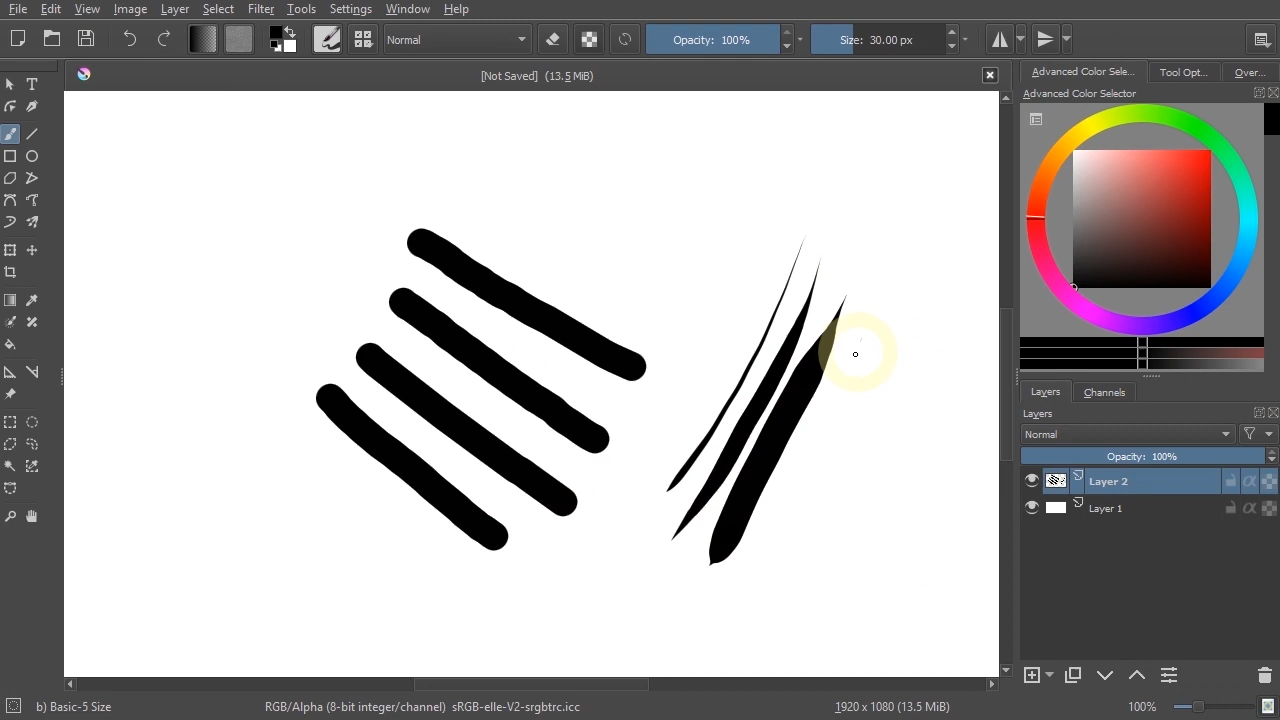 File Edit View Image Layer Select Filter Tools Settings Window Help
Normal Opacity: 100% Size: 30.00 px
[Not Saved] (13.5 MiB)
Advanced Color Sele... Tool Opt... Over...
Advanced Color Selector
Layers Channels
Layers
Normal
Opacity: 100%
Layer 2
Layer 1
b) Basic-5 Size RGB/Alpha (8-bit integer/channel) sRGB-elle-V2-srgbtrc.icc 1920 x 1080 (13.5 MiB) 100%